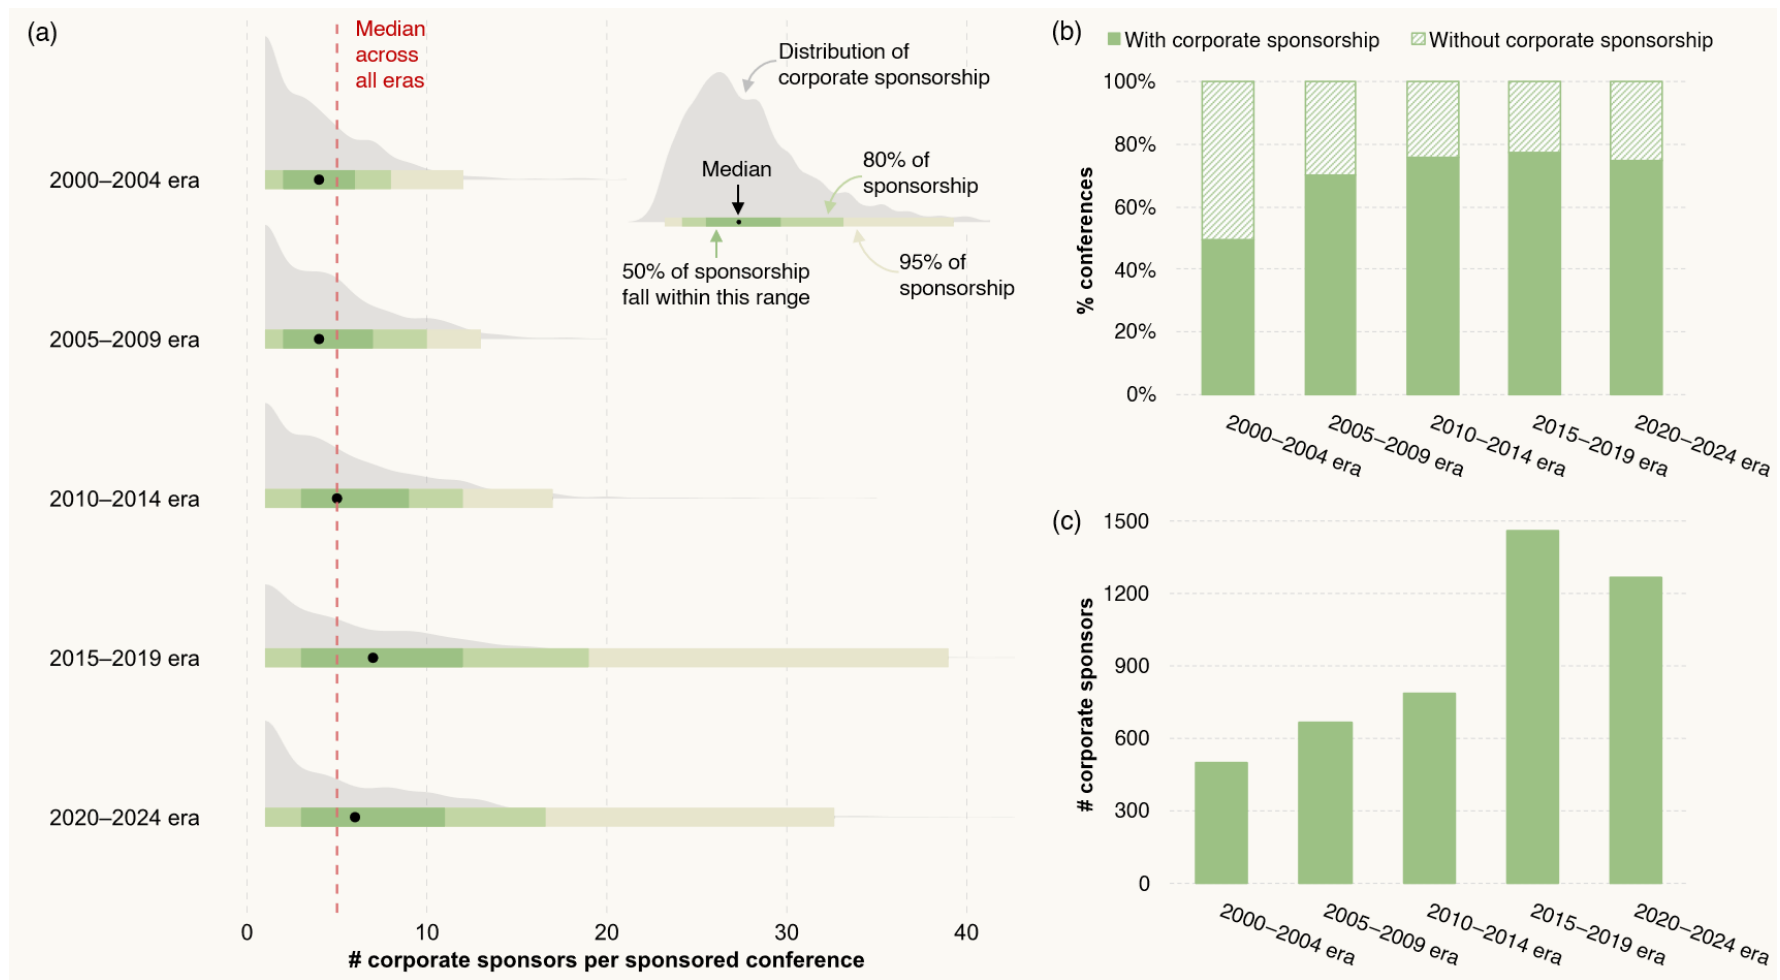 (a)
Median
across
all eras
Distribution of
corporate sponsorship
Median
80% of
sponsorship
50% of sponsorship
fall within this range
95% of
sponsorship
2000–2004 era
2005–2009 era
2010–2014 era
2015–2019 era
2020–2024 era
0 10 20 30 40
# corporate sponsors per sponsored conference
(b)
With corporate sponsorship Without corporate sponsorship
100%
80%
60%
40%
20%
0%
% conferences
2000–2004 era
2005–2009 era
2010–2014 era
2015–2019 era
2020–2024 era
(c)
1500
1200
900
600
300
0
# corporate sponsors
2000–2004 era
2005–2009 era
2010–2014 era
2015–2019 era
2020–2024 era